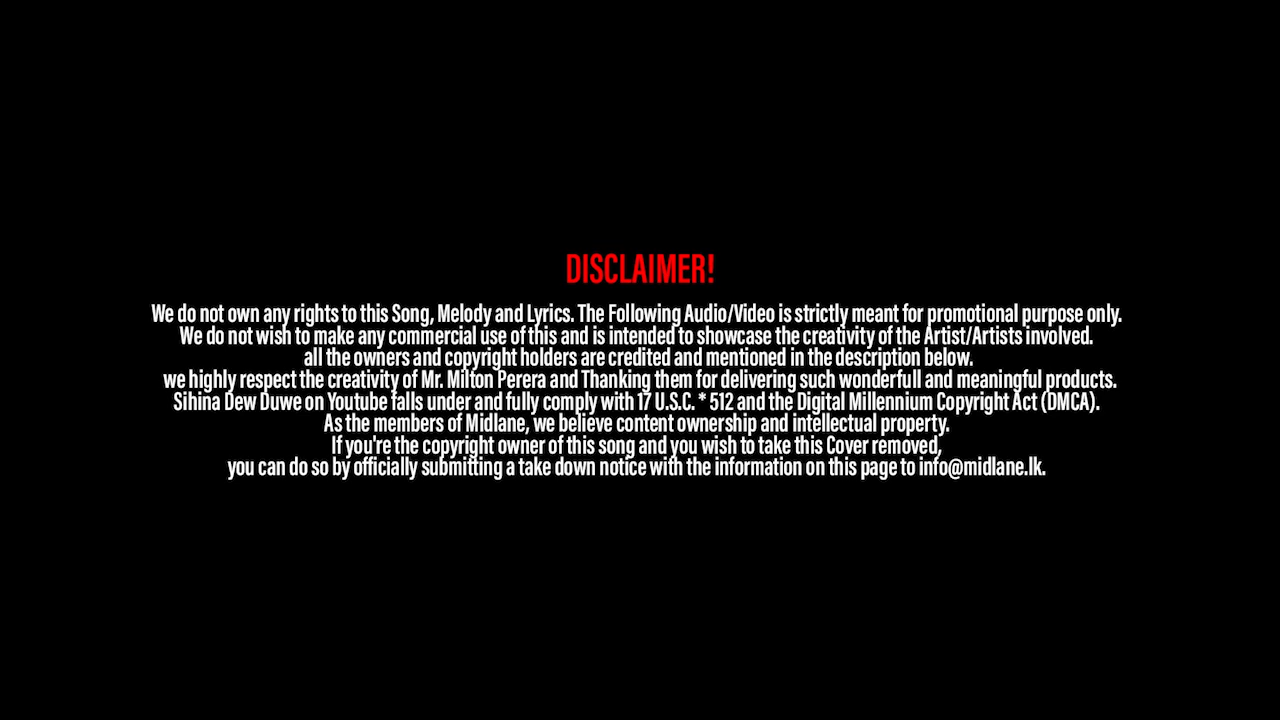 DISCLAIMER!
We do not own any rights to this Song, Melody and Lyrics. The Following Audio/Video is strictly meant for promotional purpose only.
We do not wish to make any commercial use of this and is intended to showcase the creativity of the Artist/Artists involved.
all the owners and copyright holders are credited and mentioned in the description below.
we highly respect the creativity of Mr. Milton Perera and Thanking them for delivering such wonderfull and meaningful products.
Sihina Dew Duwe on Youtube falls under and fully comply with 17 U.S.C. * 512 and the Digital Millennium Copyright Act (DMCA).
As the members of Midlane, we believe content ownership and intellectual property.
If you're the copyright owner of this song and you wish to take this Cover removed,
you can do so by officially submitting a take down notice with the information on this page to info@midlane.lk.